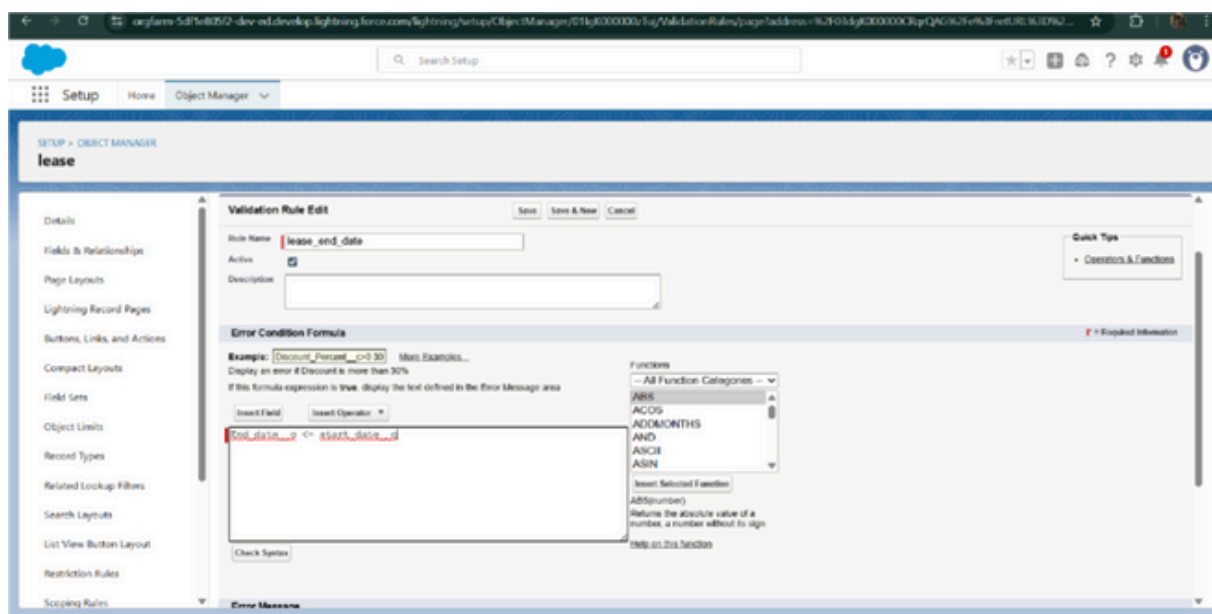 Search Setup
Setup Home Object Manager
SETUP > OBJECT MANAGER
lease
Details
Fields & Relationships
Page Layouts
Lightning Record Pages
Buttons, Links, and Actions
Compact Layouts
Field Sets
Object Limits
Record Types
Related Lookup Filters
Search Layouts
List View Button Layout
Restriction Rules
Scoping Rules
Validation Rule Edit
Save
Save & New
Cancel
Rule Name lease_end_date
Active
Description
Quick Tips
• Operators & Functions
Error Condition Formula
= Required Information
Example: Discount_Percent__c>0.30 More Examples...
Display an error if Discount is more than 30%
If this formula expression is true, display the text defined in the Error Message area
Insert Field
Insert Operator
End_date__c <= start_date__c
Check Syntax
Functions
-- All Function Categories --
ABS
ACOS
ADDMONTHS
AND
ASCII
ASIN
Insert Selected Function
ABS(number)
Returns the absolute value of a
number, a number without its sign
Help on this function
Error Message